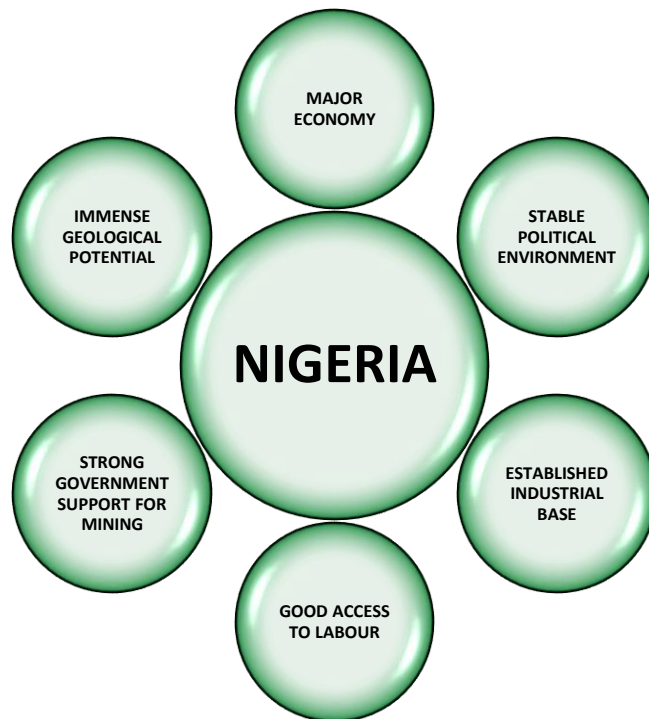 MAJOR
ECONOMY
IMMENSE
GEOLOGICAL
POTENTIAL
STABLE
POLITICAL
ENVIRONMENT
NIGERIA
STRONG
GOVERNMENT
SUPPORT FOR
MINING
ESTABLISHED
INDUSTRIAL
BASE
GOOD ACCESS
TO LABOUR